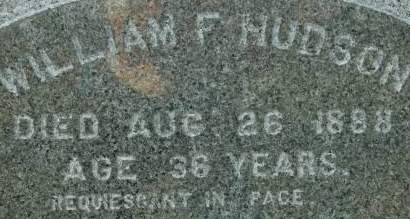 WILLIAM F HUDSON
DIED AUG. 26 1888
AGE 36 YEARS.
REQUIESCANT IN PACE.